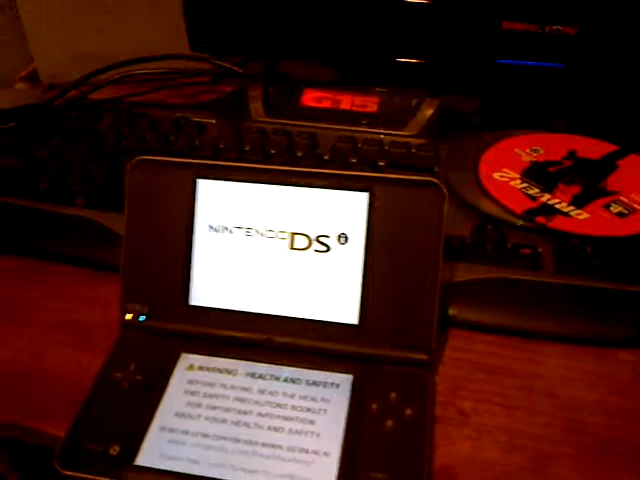 G15
DRIVER 2
NINTENDO DS i
WARNING - HEALTH AND SAFETY
BEFORE PLAYING, READ THE HEALTH
AND SAFETY PRECAUTIONS BOOKLET
FOR IMPORTANT INFORMATION
ABOUT YOUR HEALTH AND SAFETY.